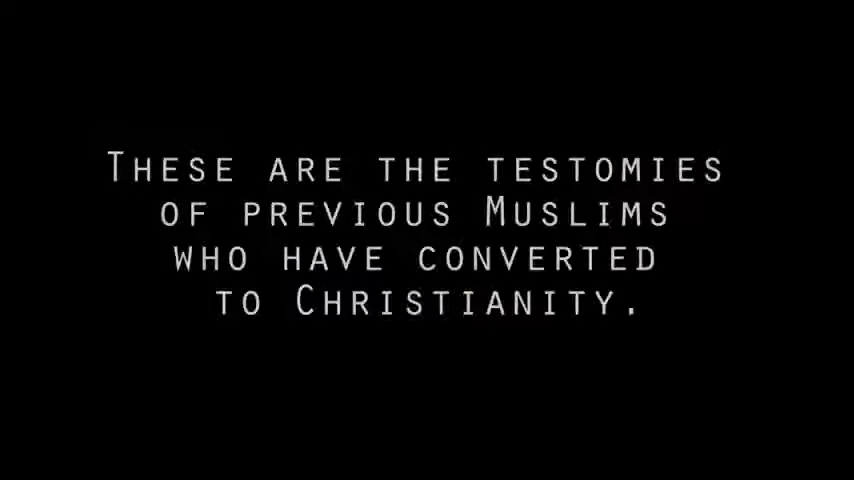 These are the testomies
of previous Muslims
who have converted
to Christianity.